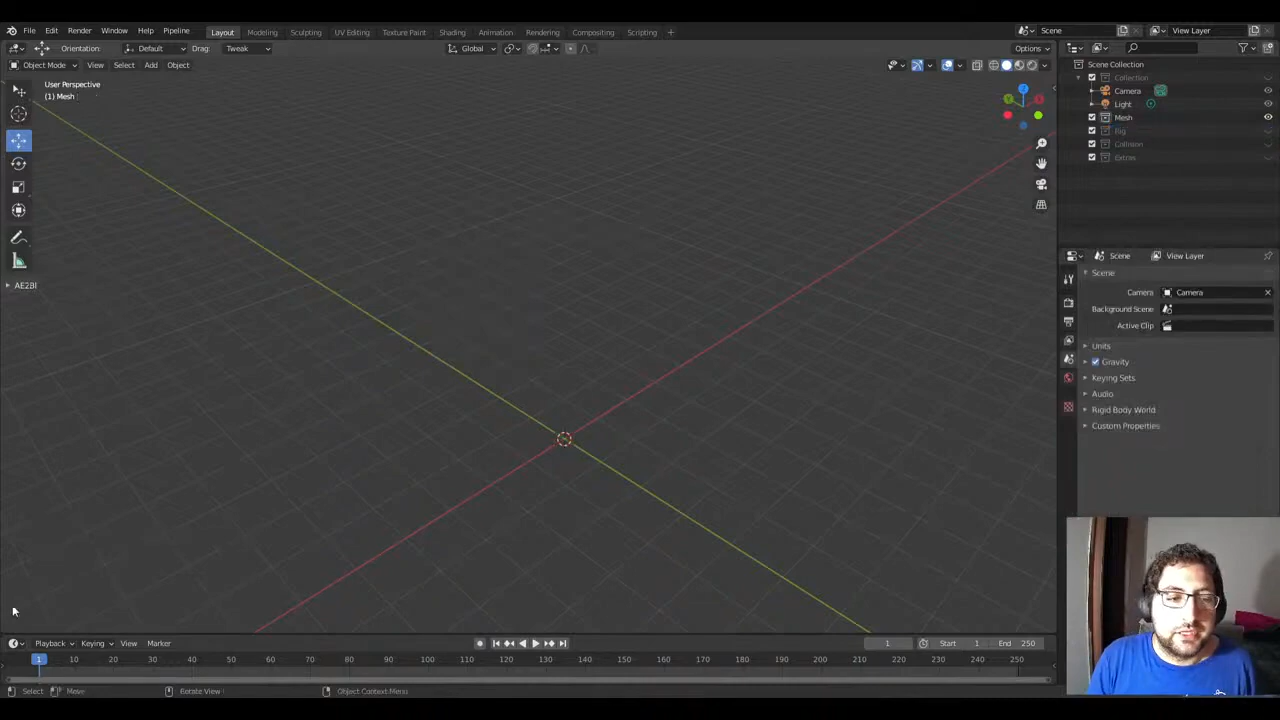 File Edit Render Window Help Pipeline Layout Modeling Sculpting UV Editing Texture Paint Shading Animation Rendering Compositing Scripting + Scene View Layer
Orientation: Default Drag: Tweak Global Options
Object Mode View Select Add Object
User Perspective
(1) Mesh
AE2BI
Z
Y
X
Scene Collection
Collection
Camera
Light
Mesh
Rig
Collision
Extras
Scene View Layer
Scene
Camera Camera
Background Scene
Active Clip
Units
Gravity
Keying Sets
Audio
Rigid Body World
Custom Properties
Playback Keying View Marker 1 Start 1 End 250
1 10 20 30 40 50 60 70 80 90 100 110 120 130 140 150 160 170 180 190 200 210 220 230 240 250
Select Move Rotate View Object Context Menu